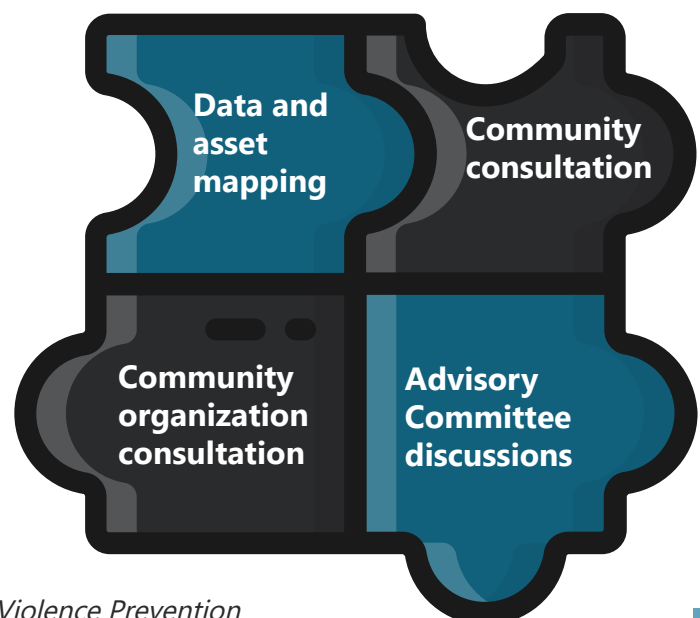 Data and
asset
mapping
Community
consultation
Community
organization
consultation
Advisory
Committee
discussions
Violence Prevention